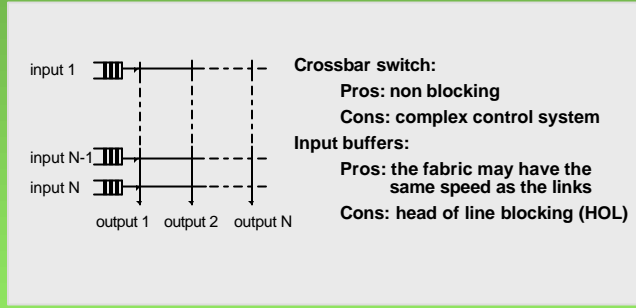 input 1
input N-1
input N
output 1 output 2 output N
Crossbar switch:
Pros: non blocking
Cons: complex control system
Input buffers:
Pros: the fabric may have the
same speed as the links
Cons: head of line blocking (HOL)